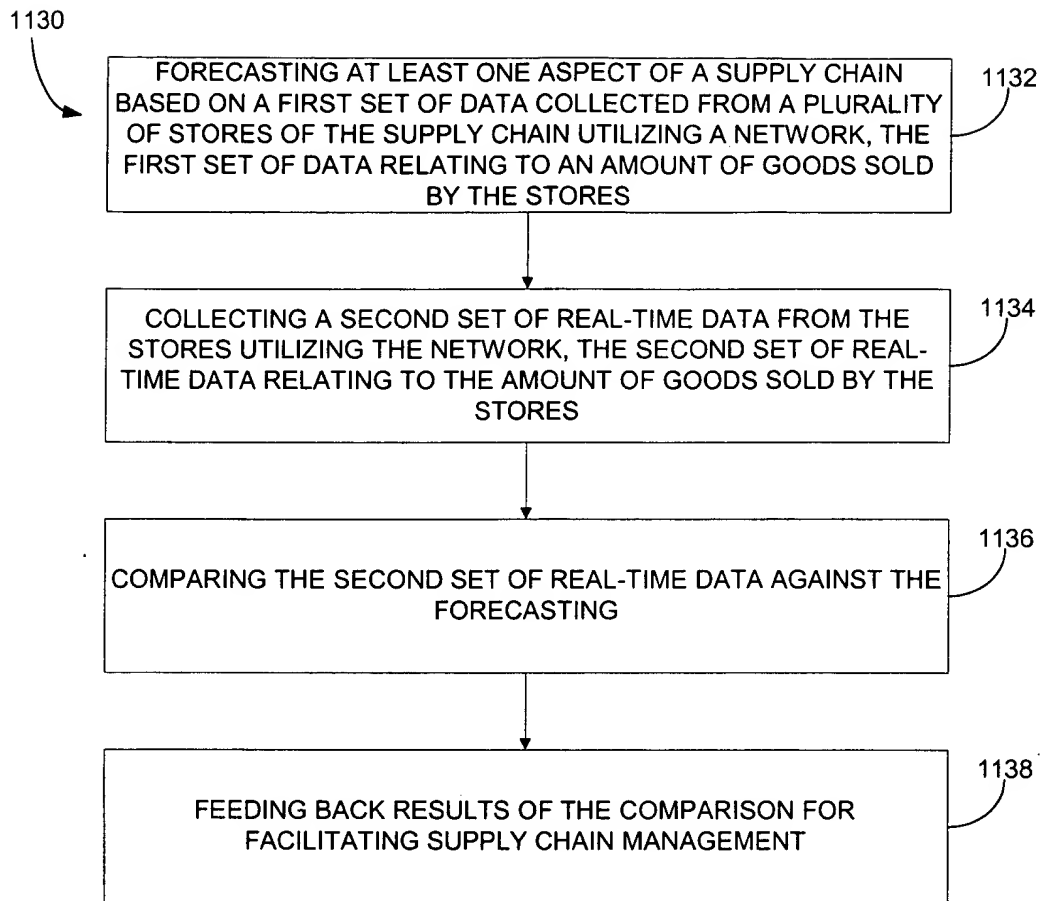 1130
FORECASTING AT LEAST ONE ASPECT OF A SUPPLY CHAIN
BASED ON A FIRST SET OF DATA COLLECTED FROM A PLURALITY
OF STORES OF THE SUPPLY CHAIN UTILIZING A NETWORK, THE
FIRST SET OF DATA RELATING TO AN AMOUNT OF GOODS SOLD
BY THE STORES
1132
COLLECTING A SECOND SET OF REAL-TIME DATA FROM THE
STORES UTILIZING THE NETWORK, THE SECOND SET OF REAL-
TIME DATA RELATING TO THE AMOUNT OF GOODS SOLD BY THE
STORES
1134
COMPARING THE SECOND SET OF REAL-TIME DATA AGAINST THE
FORECASTING
1136
FEEDING BACK RESULTS OF THE COMPARISON FOR
FACILITATING SUPPLY CHAIN MANAGEMENT
1138